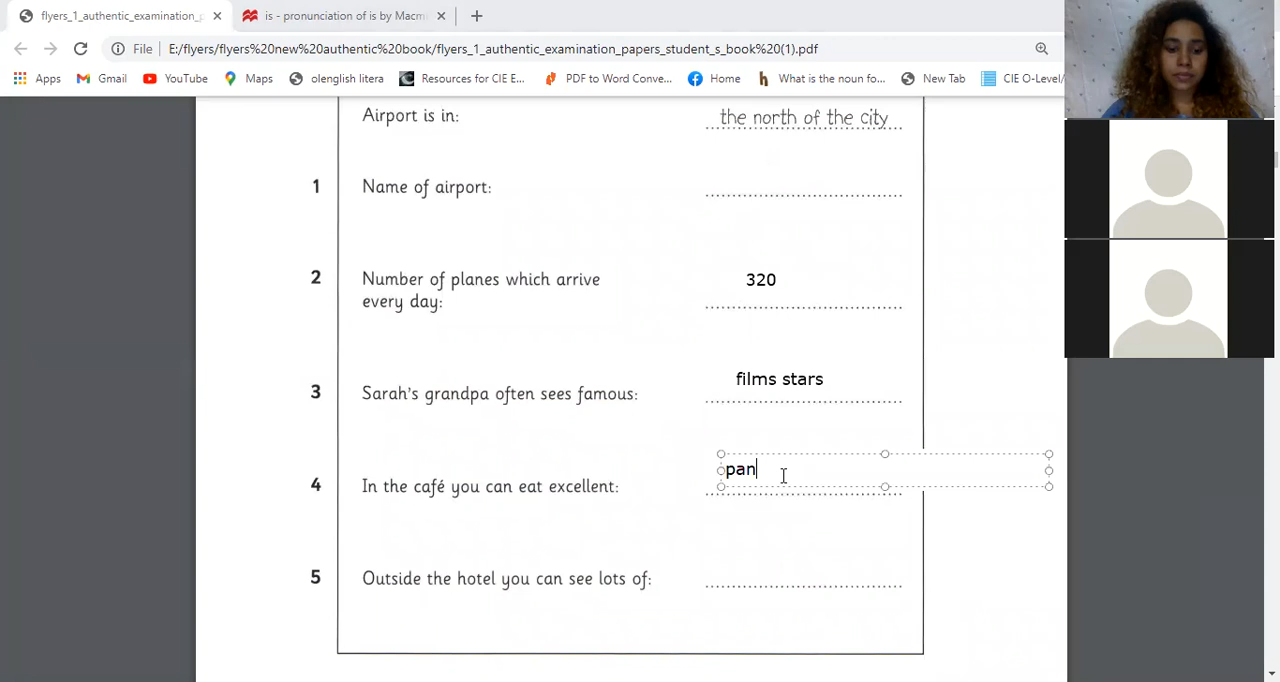 flyers_1_authentic_examination_p
is - pronunciation of is by Macm
File
E:/flyers/flyers%20new%20authentic%20book/flyers_1_authentic_examination_papers_student_s_book%20(1).pdf
Apps Gmail YouTube Maps olenglish litera Resources for CIE E... PDF to Word Conve... Home What is the noun fo... New Tab CIE O-Level/
Airport is in: the north of the city
1 Name of airport:
2 Number of planes which arrive 320
every day:
3 Sarah's grandpa often sees famous: films stars
4 In the café you can eat excellent: pan
5 Outside the hotel you can see lots of: